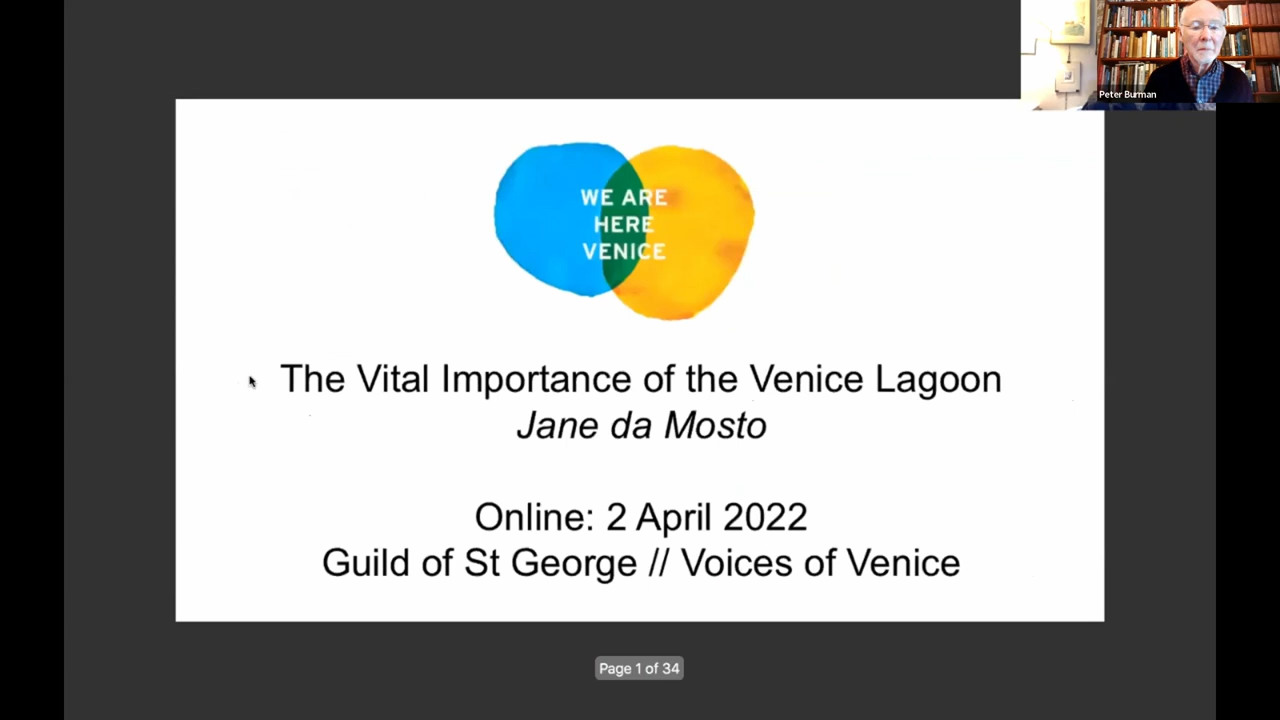 Peter Burman
WE ARE
HERE
VENICE
The Vital Importance of the Venice Lagoon
Jane da Mosto
Online: 2 April 2022
Guild of St George // Voices of Venice
Page 1 of 34